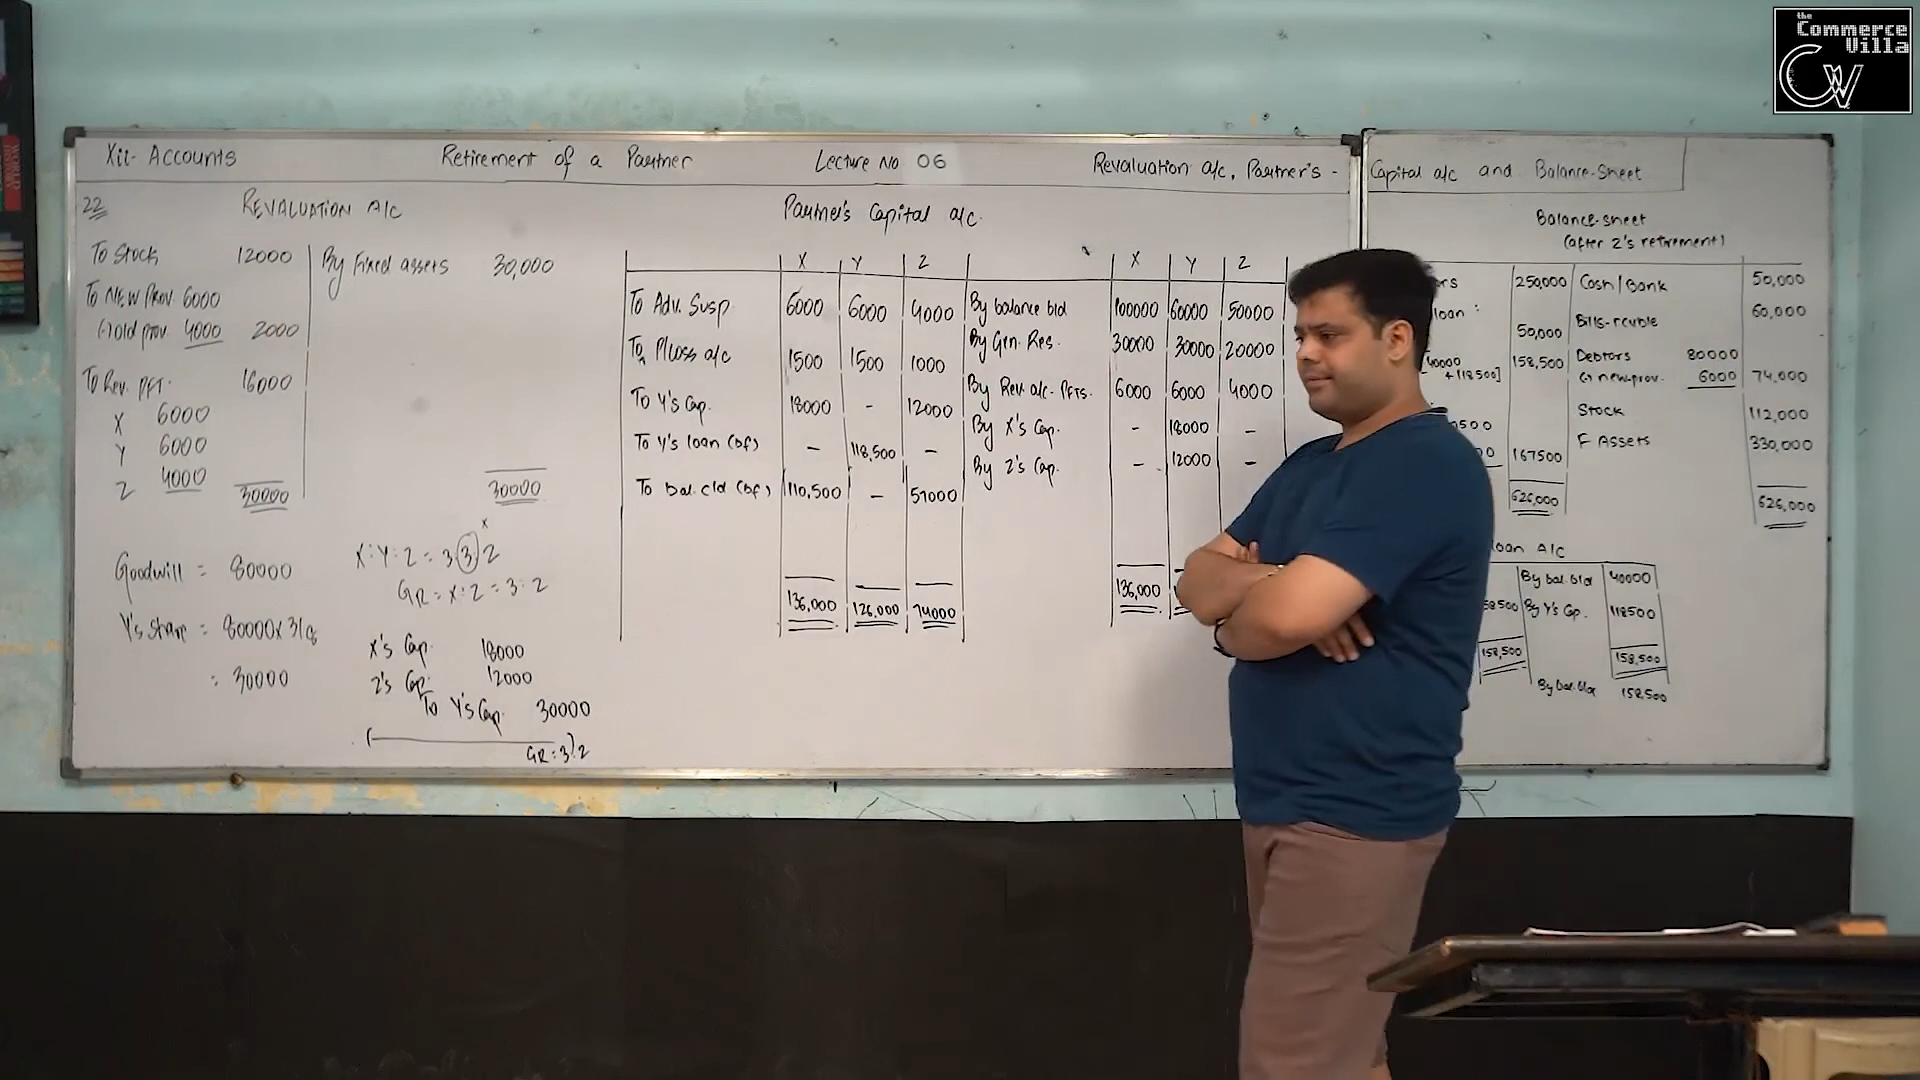 the
Commerce
Villa
CW
Xii- Accounts Retirement of a Partner Lecture No 06 Revaluation a/c, Partner's -
Capital a/c and Balance-Sheet
22 REVALUATION A/C
To Stock 12000 By Fixed assets 30,000
To NEW Prov. 6000
(-) old prov 4000 2000
To Rev. PFT. 16000
X 6000
Y 6000
Z 4000 30000 30000
Goodwill = 80000
Y's Share = 80000x3/8
= 30000
X:Y:Z = 3:3:2
GR = X:Z = 3:2
X's Cap. 18000
Z's Cap. 12000
To Y's Cap. 30000
GR: 3:2
Partner's Capital a/c.
X Y Z X Y Z
To Adv. Susp. 6000 6000 4000 By balance b/d 100000 60000 50000
To P/Loss a/c 1500 1500 1000 By Gen. Res. 30000 30000 20000
To Y's Cap. 18000 - 12000 By Rev. a/c - PFTs. 6000 6000 4000
To Y's loan (bf) - 118,500 - By X's Cap. - 18000 -
To bal. c/d (bf) 110,500 - 57000 By Z's Cap. - 12000 -
136,000 126,000 74000 136,000
Balance-sheet
(after Z's retirement)
250,000 Cash/Bank 50,000
loan : Bills-rcvble 60,000
50,000
158,500 Debtors 80000
+118500] (-) new prov. 6000 74,000
Stock 112,000
F Assets 330,000
167500
626,000 626,000
loan A/c
By bal. b/d 40000
By Y's Cap. 118500
158,500 158,500
By bal. b/d 158500